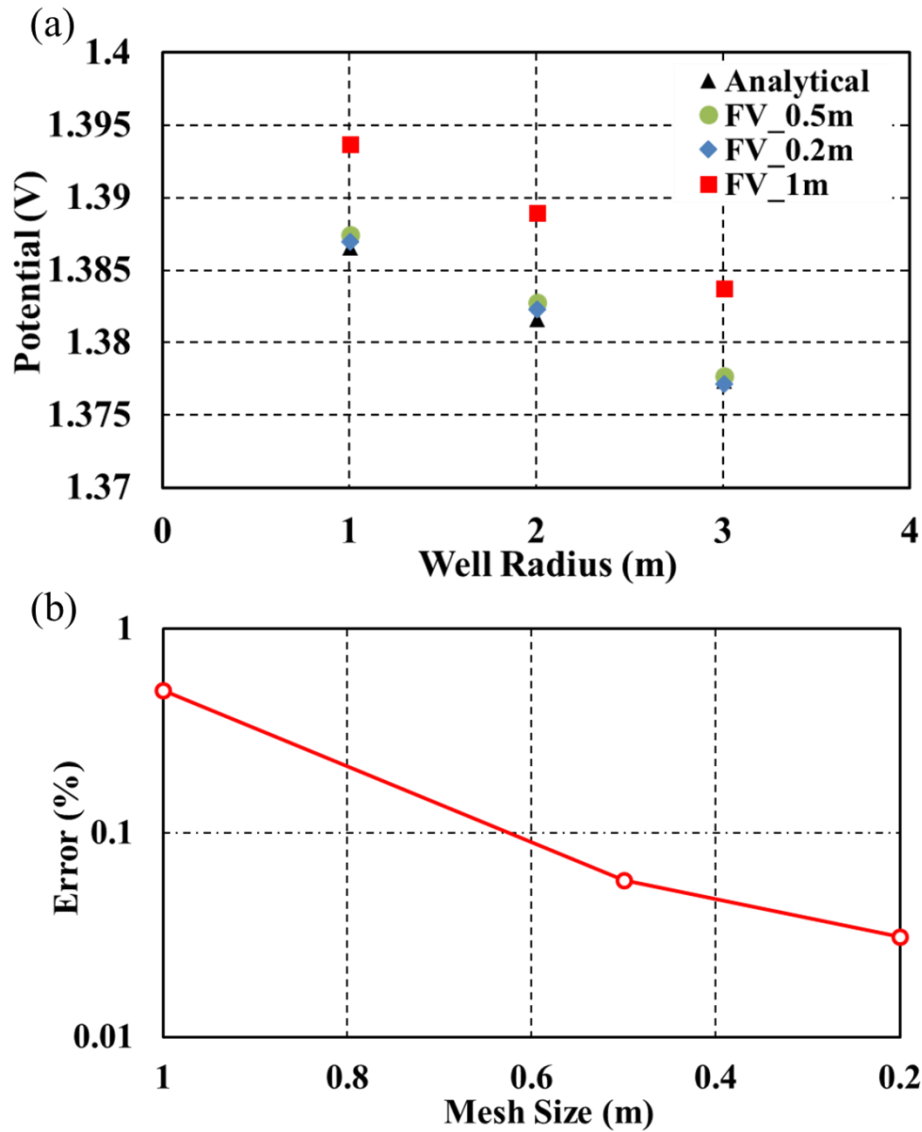 (a)
1.4
1.395
1.39
1.385
1.38
1.375
1.37
Potential (V)
Analytical
FV_0.5m
FV_0.2m
FV_1m
0 1 2 3 4
Well Radius (m)
(b)
1
0.1
0.01
Error (%)
1 0.8 0.6 0.4 0.2
Mesh Size (m)